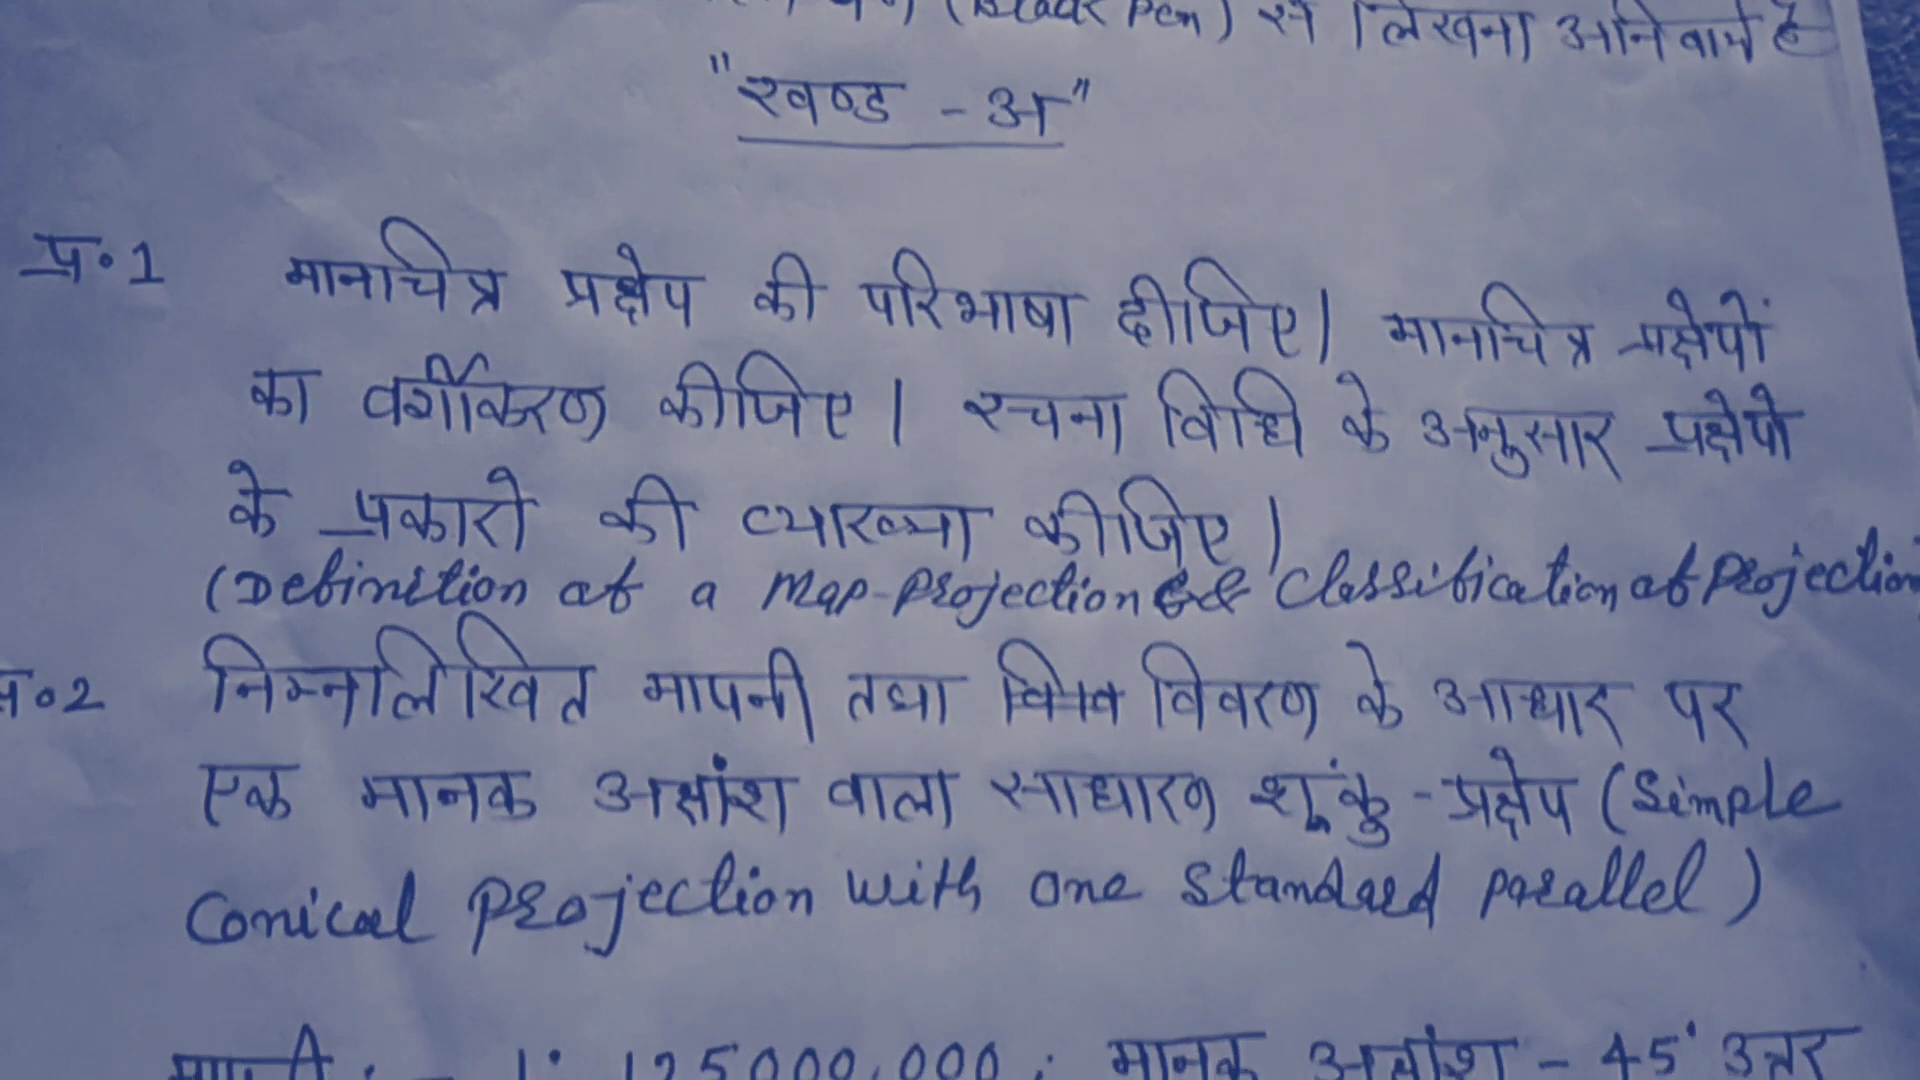 (Black Pen) से लिखना अनिवार्य है
"खण्ड - अ"
प्र.1 मानचित्र प्रक्षेप की परिभाषा दीजिए। मानचित्र प्रक्षेपों
का वर्गीकरण कीजिए। रचना विधि के अनुसार प्रक्षेपो
के प्रकारो की व्याख्या कीजिए।
(Definition of a Map-Projection & Classification of Projection
प्र.2 निम्नलिखित मापनी तथा विवरण के आधार पर
एक मानक अक्षांश वाला साधारण शंकु-प्रक्षेप (Simple
Conical Projection with one standard parallel)
मापनी : - 1: 125000,000 ; मानक अक्षांश - 45° उत्तर